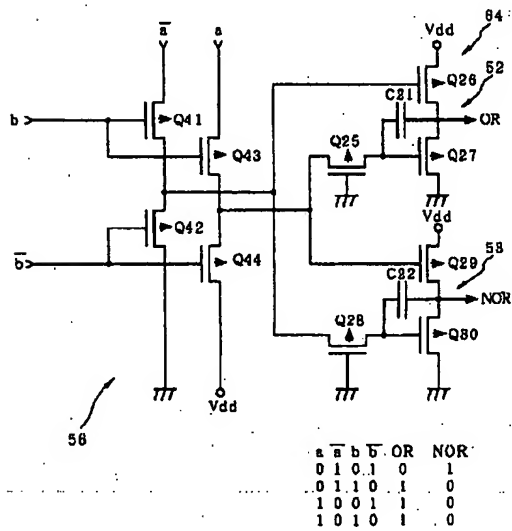 a̅ a Vdd 64
Q26 52
b Q41 C21 OR
Q43 Q25 Q27
Vdd
Q42 53
b̅ Q44 C22 Q29
NOR
Q28 Q30
Vdd
56
a a̅ b b̅ OR NOR
0 1 0 1 0 1
0 1 1 0 1 0
1 0 0 1 1 0
1 0 1 0 1 0